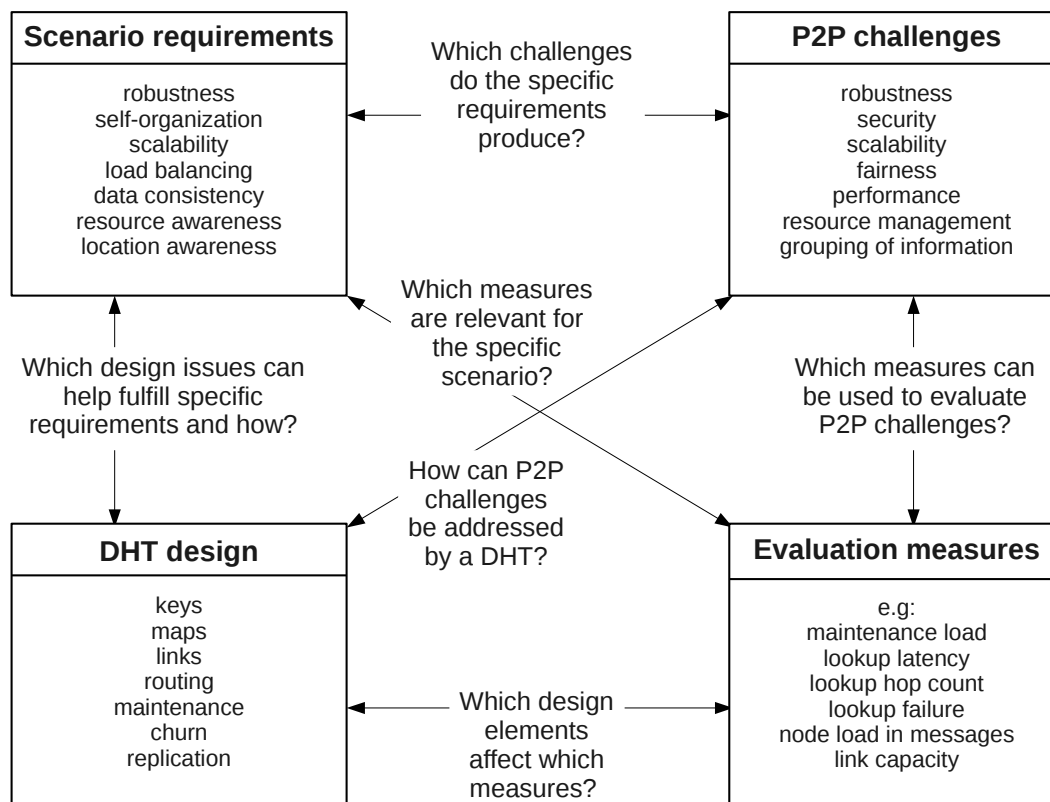 Scenario requirements
robustness
self-organization
scalability
load balancing
data consistency
resource awareness
location awareness
Which challenges
do the specific
requirements
produce?
P2P challenges
robustness
security
scalability
fairness
performance
resource management
grouping of information
Which design issues can
help fulfill specific
requirements and how?
Which measures
are relevant for
the specific
scenario?
Which measures can
be used to evaluate
P2P challenges?
How can P2P
challenges
be addressed
by a DHT?
DHT design
keys
maps
links
routing
maintenance
churn
replication
Which design
elements
affect which
measures?
Evaluation measures
e.g:
maintenance load
lookup latency
lookup hop count
lookup failure
node load in messages
link capacity